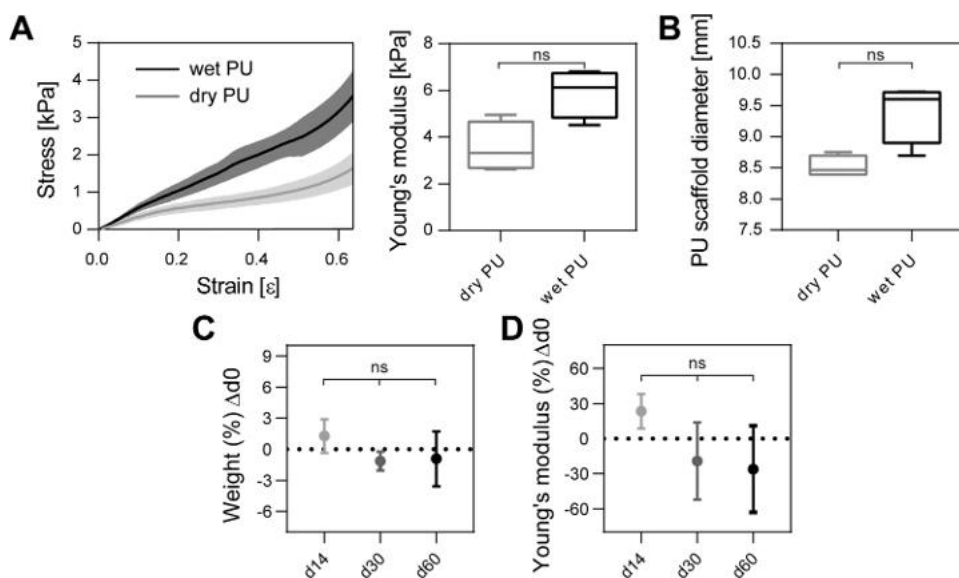 A
Stress [kPa]
5
4
3
2
1
0
wet PU
dry PU
0.0
0.2
0.4
0.6
Strain [ε]
Young's modulus [kPa]
8
6
4
2
0
ns
dry PU
wet PU
B
PU scaffold diameter [mm]
10.5
10.0
9.5
9.0
8.5
8.0
7.5
ns
dry PU
wet PU
C
Weight (%) Δd0
9
6
3
0
-3
-6
ns
d14
d30
d60
D
Young's modulus (%) Δd0
60
30
0
-30
-60
ns
d14
d30
d60